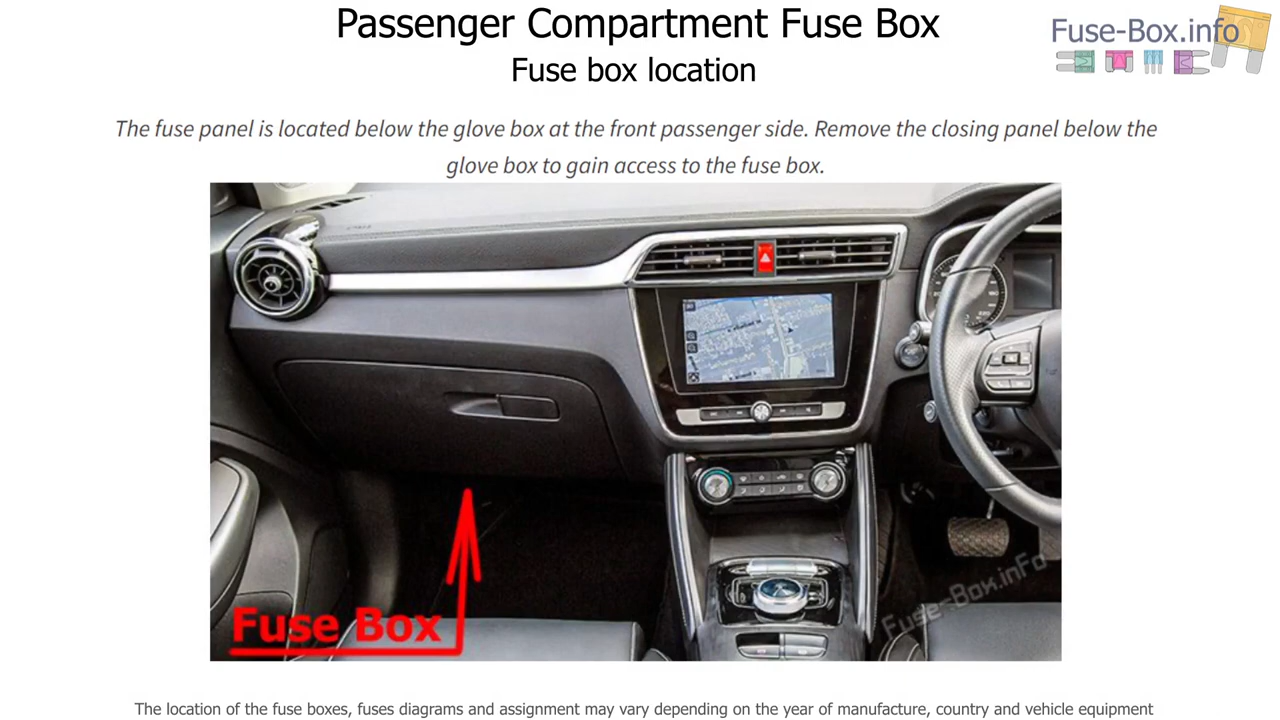 Passenger Compartment Fuse Box
Fuse-Box.info
Fuse box location
The fuse panel is located below the glove box at the front passenger side. Remove the closing panel below the
glove box to gain access to the fuse box.
Fuse Box
Fuse-Box.inFo
The location of the fuse boxes, fuses diagrams and assignment may vary depending on the year of manufacture, country and vehicle equipment